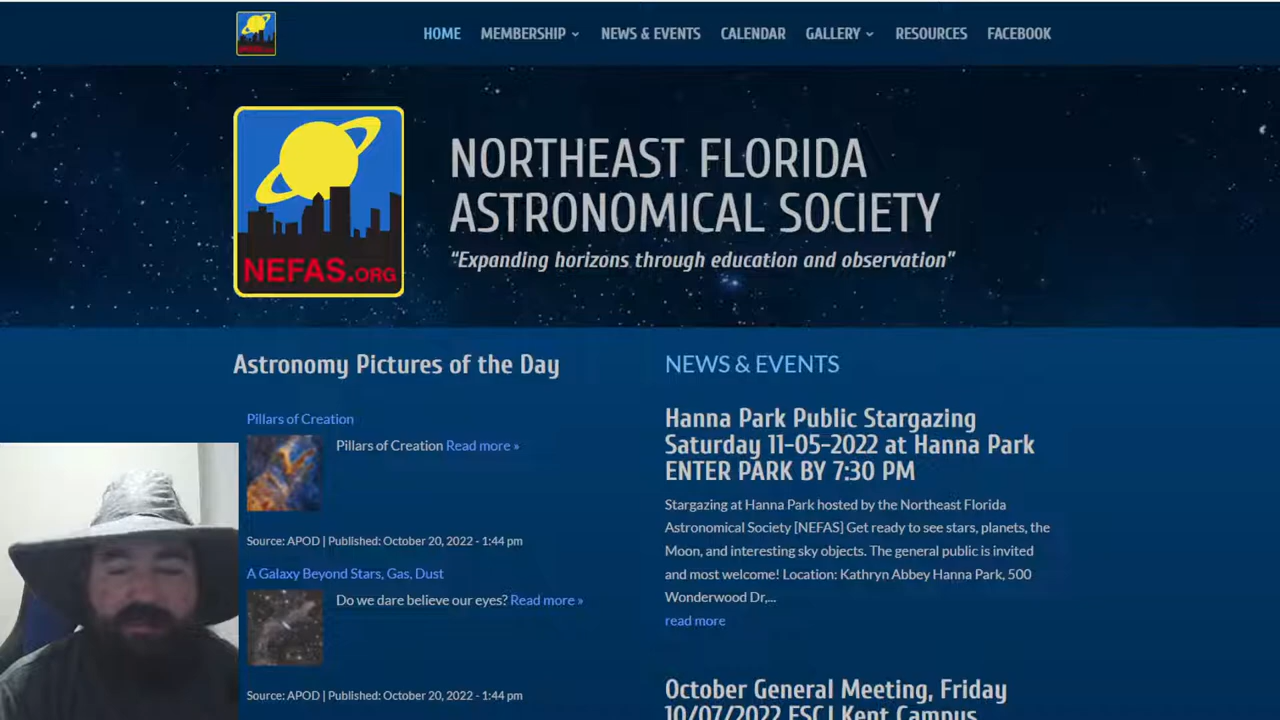 HOME MEMBERSHIP NEWS & EVENTS CALENDAR GALLERY RESOURCES FACEBOOK
NORTHEAST FLORIDA
ASTRONOMICAL SOCIETY
“Expanding horizons through education and observation”
NEFAS.ORG
Astronomy Pictures of the Day
Pillars of Creation
Pillars of Creation Read more »
Source: APOD | Published: October 20, 2022 - 1:44 pm
A Galaxy Beyond Stars, Gas, Dust
Do we dare believe our eyes? Read more »
Source: APOD | Published: October 20, 2022 - 1:44 pm
NEWS & EVENTS
Hanna Park Public Stargazing
Saturday 11-05-2022 at Hanna Park
ENTER PARK BY 7:30 PM
Stargazing at Hanna Park hosted by the Northeast Florida
Astronomical Society [NEFAS] Get ready to see stars, planets, the
Moon, and interesting sky objects. The general public is invited
and most welcome! Location: Kathryn Abbey Hanna Park, 500
Wonderwood Dr,...
read more
October General Meeting, Friday
10/07/2022 FSCJ Kent Campus